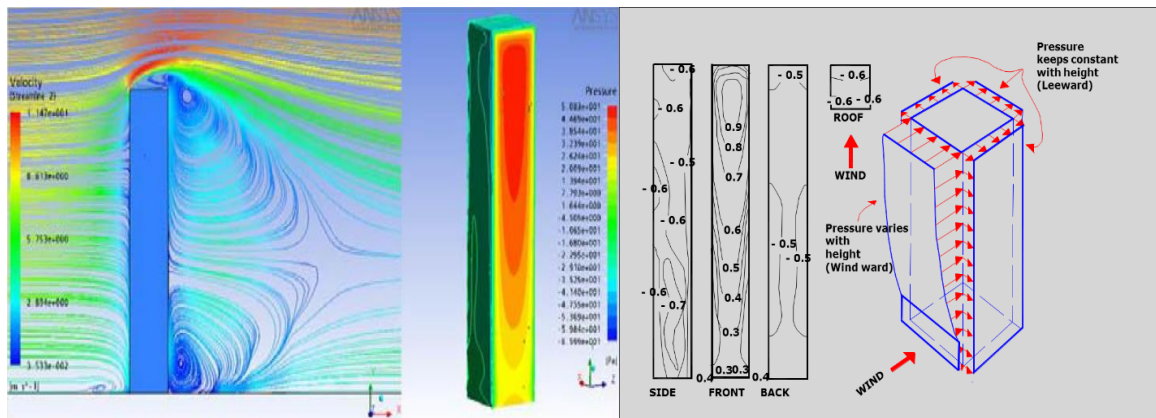 ANSYS
Velocity
(Streamline 2)
1.147e+001
8.613e+000
5.753e+000
2.894e+000
3.533e-002
[m s^-1]
ANSYS
Pressure
5.083e+001
4.469e+001
3.854e+001
3.239e+001
2.624e+001
2.009e+001
1.394e+001
7.793e+000
1.644e+000
-4.506e+000
-1.065e+001
-1.680e+001
-2.295e+001
-2.910e+001
-3.526e+001
-4.140e+001
-4.755e+001
-5.369e+001
-5.984e+001
-6.599e+001
[Pa]
- 0.6
- 0.5
- 0.6
- 0.6
- 0.7
SIDE
- 0.6
0.9
0.8
0.7
0.5
0.4
0.3
0.3
0.3
0.4
FRONT
- 0.5
- 0.5
- 0.5
0.4
BACK
- 0.6
- 0.6
- 0.6
ROOF
WIND
Pressure
keeps constant
with height
(Leeward)
Pressure varies
with
height
(Wind ward)
WIND